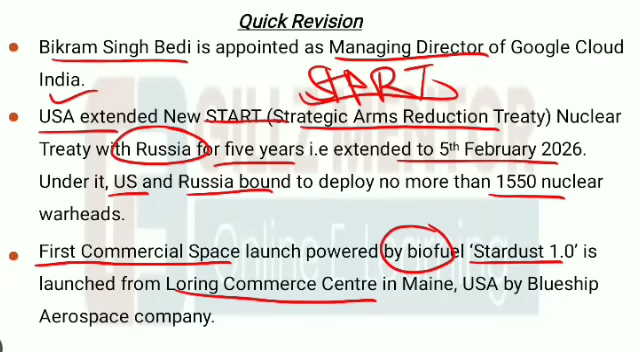 Quick Revision
Bikram Singh Bedi is appointed as Managing Director of Google Cloud
India.
START
USA extended New START (Strategic Arms Reduction Treaty) Nuclear
Treaty with Russia for five years i.e extended to 5th February 2026.
Under it, US and Russia bound to deploy no more than 1550 nuclear
warheads.
First Commercial Space launch powered by biofuel ‘Stardust 1.0’ is
launched from Loring Commerce Centre in Maine, USA by Blueship
Aerospace company.